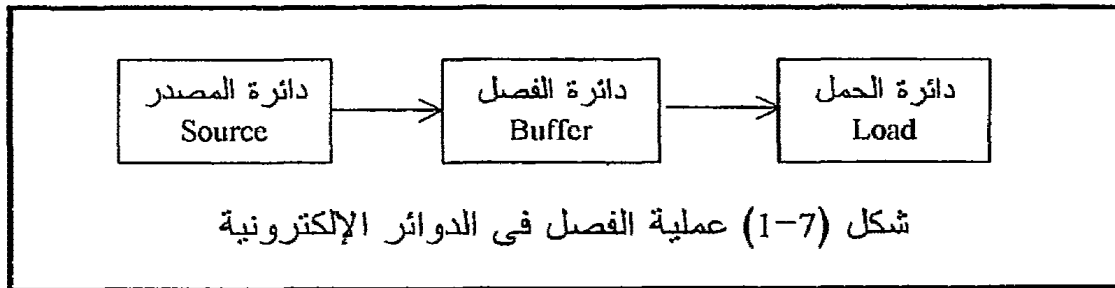 دائرة المصدر
Source
دائرة الفصل
Buffer
دائرة الحمل
Load
شكل (7-1) عملية الفصل فى الدوائر الإلكترونية